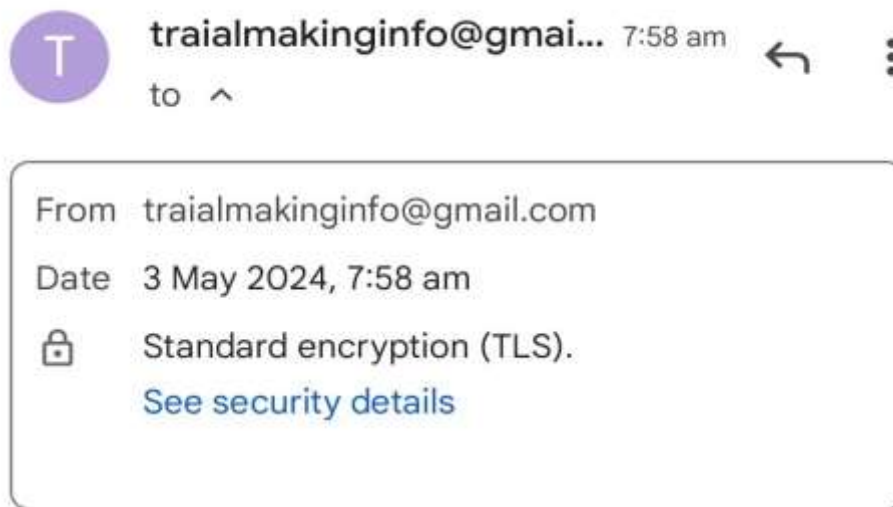 T
traialmakinginfo@gmai... 7:58 am
to
From traialmakinginfo@gmail.com
Date 3 May 2024, 7:58 am
Standard encryption (TLS).
See security details